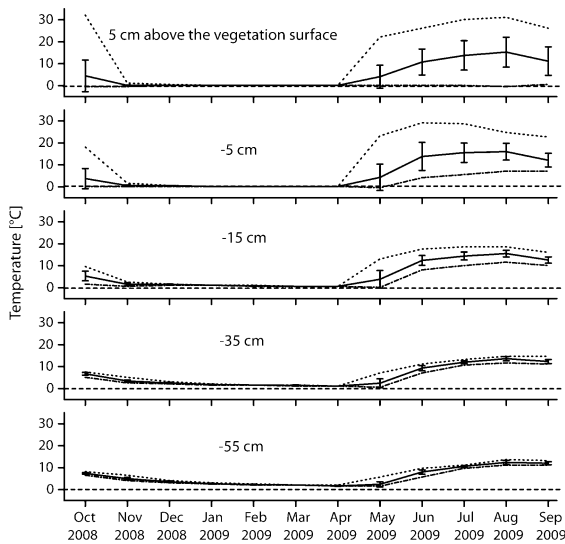 30
5 cm above the vegetation surface
20
10
0
30
-5 cm
20
10
0
Temperature [°C]
30
-15 cm
20
10
0
30
-35 cm
20
10
0
30
-55 cm
20
10
0
Oct Nov Dec Jan Feb Mar Apr May Jun Jul Aug Sep
2008 2008 2008 2009 2009 2009 2009 2009 2009 2009 2009 2009